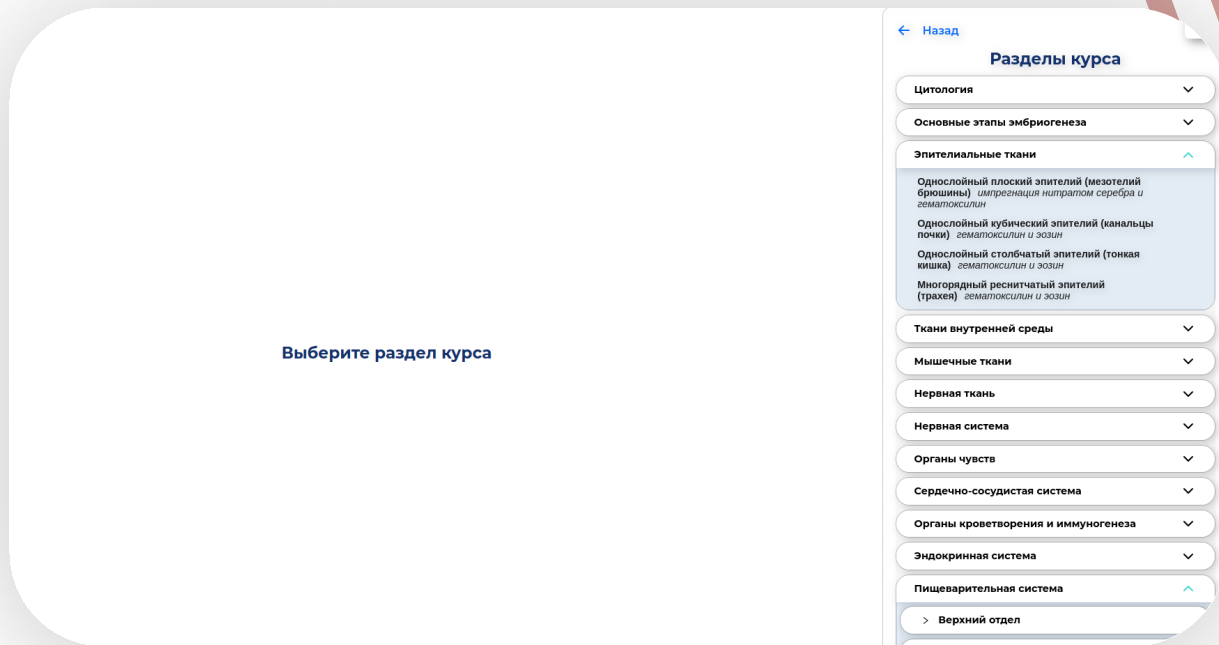 Назад
Разделы курса
Цитология
Основные этапы эмбриогенеза
Эпителиальные ткани
Однослойный плоский эпителий (мезотелий
брюшины) импрегнация нитратом серебра и
гематоксилин
Однослойный кубический эпителий (канальцы
почки) гематоксилин и эозин
Однослойный столбчатый эпителий (тонкая
кишка) гематоксилин и эозин
Многорядный реснитчатый эпителий
(трахея) гематоксилин и эозин
Ткани внутренней среды
Выберите раздел курса
Мышечные ткани
Нервная ткань
Нервная система
Органы чувств
Сердечно-сосудистая система
Органы кроветворения и иммуногенеза
Эндокринная система
Пищеварительная система
Верхний отдел